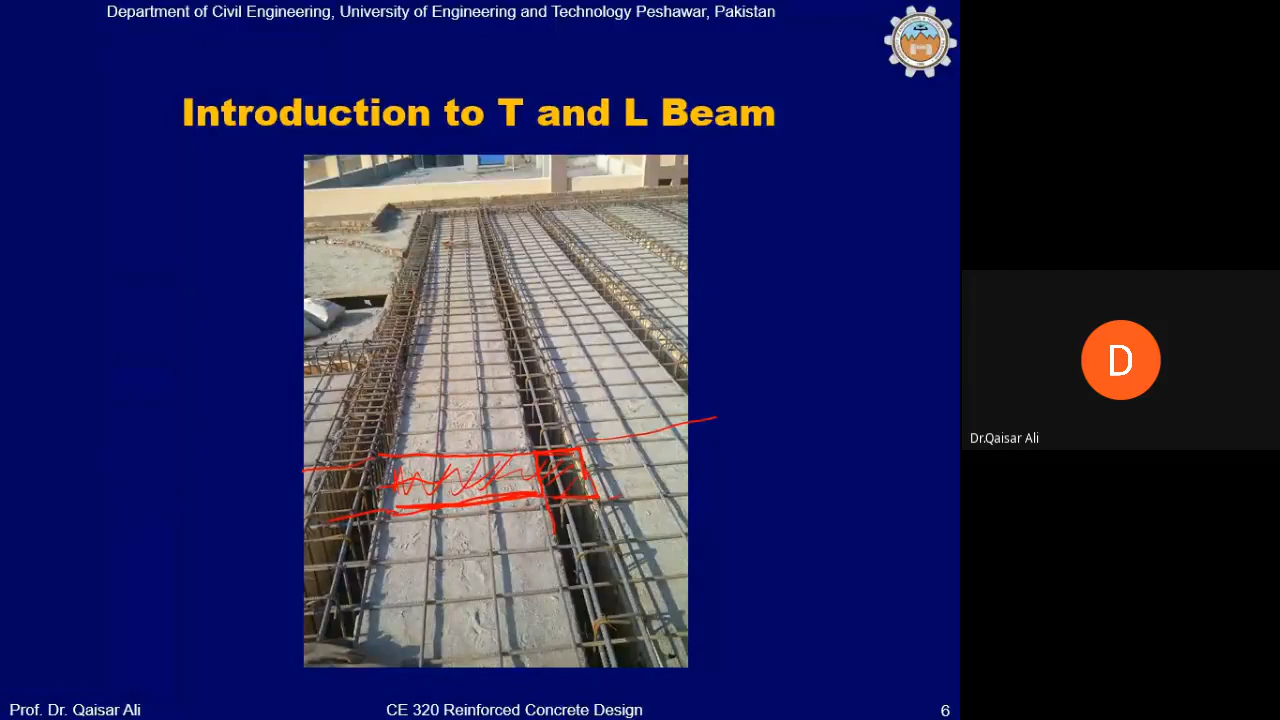 Department of Civil Engineering, University of Engineering and Technology Peshawar, Pakistan
Introduction to T and L Beam
D
Dr.Qaisar Ali
Prof. Dr. Qaisar Ali
CE 320 Reinforced Concrete Design
6